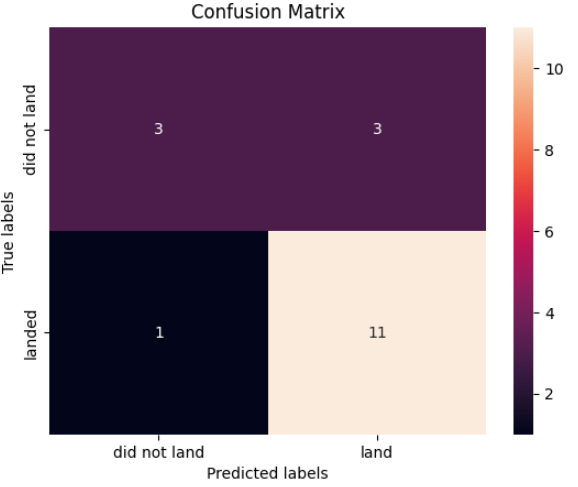 Confusion Matrix
True labels
did not land
landed
3
3
1
11
did not land
land
Predicted labels
10
8
6
4
2